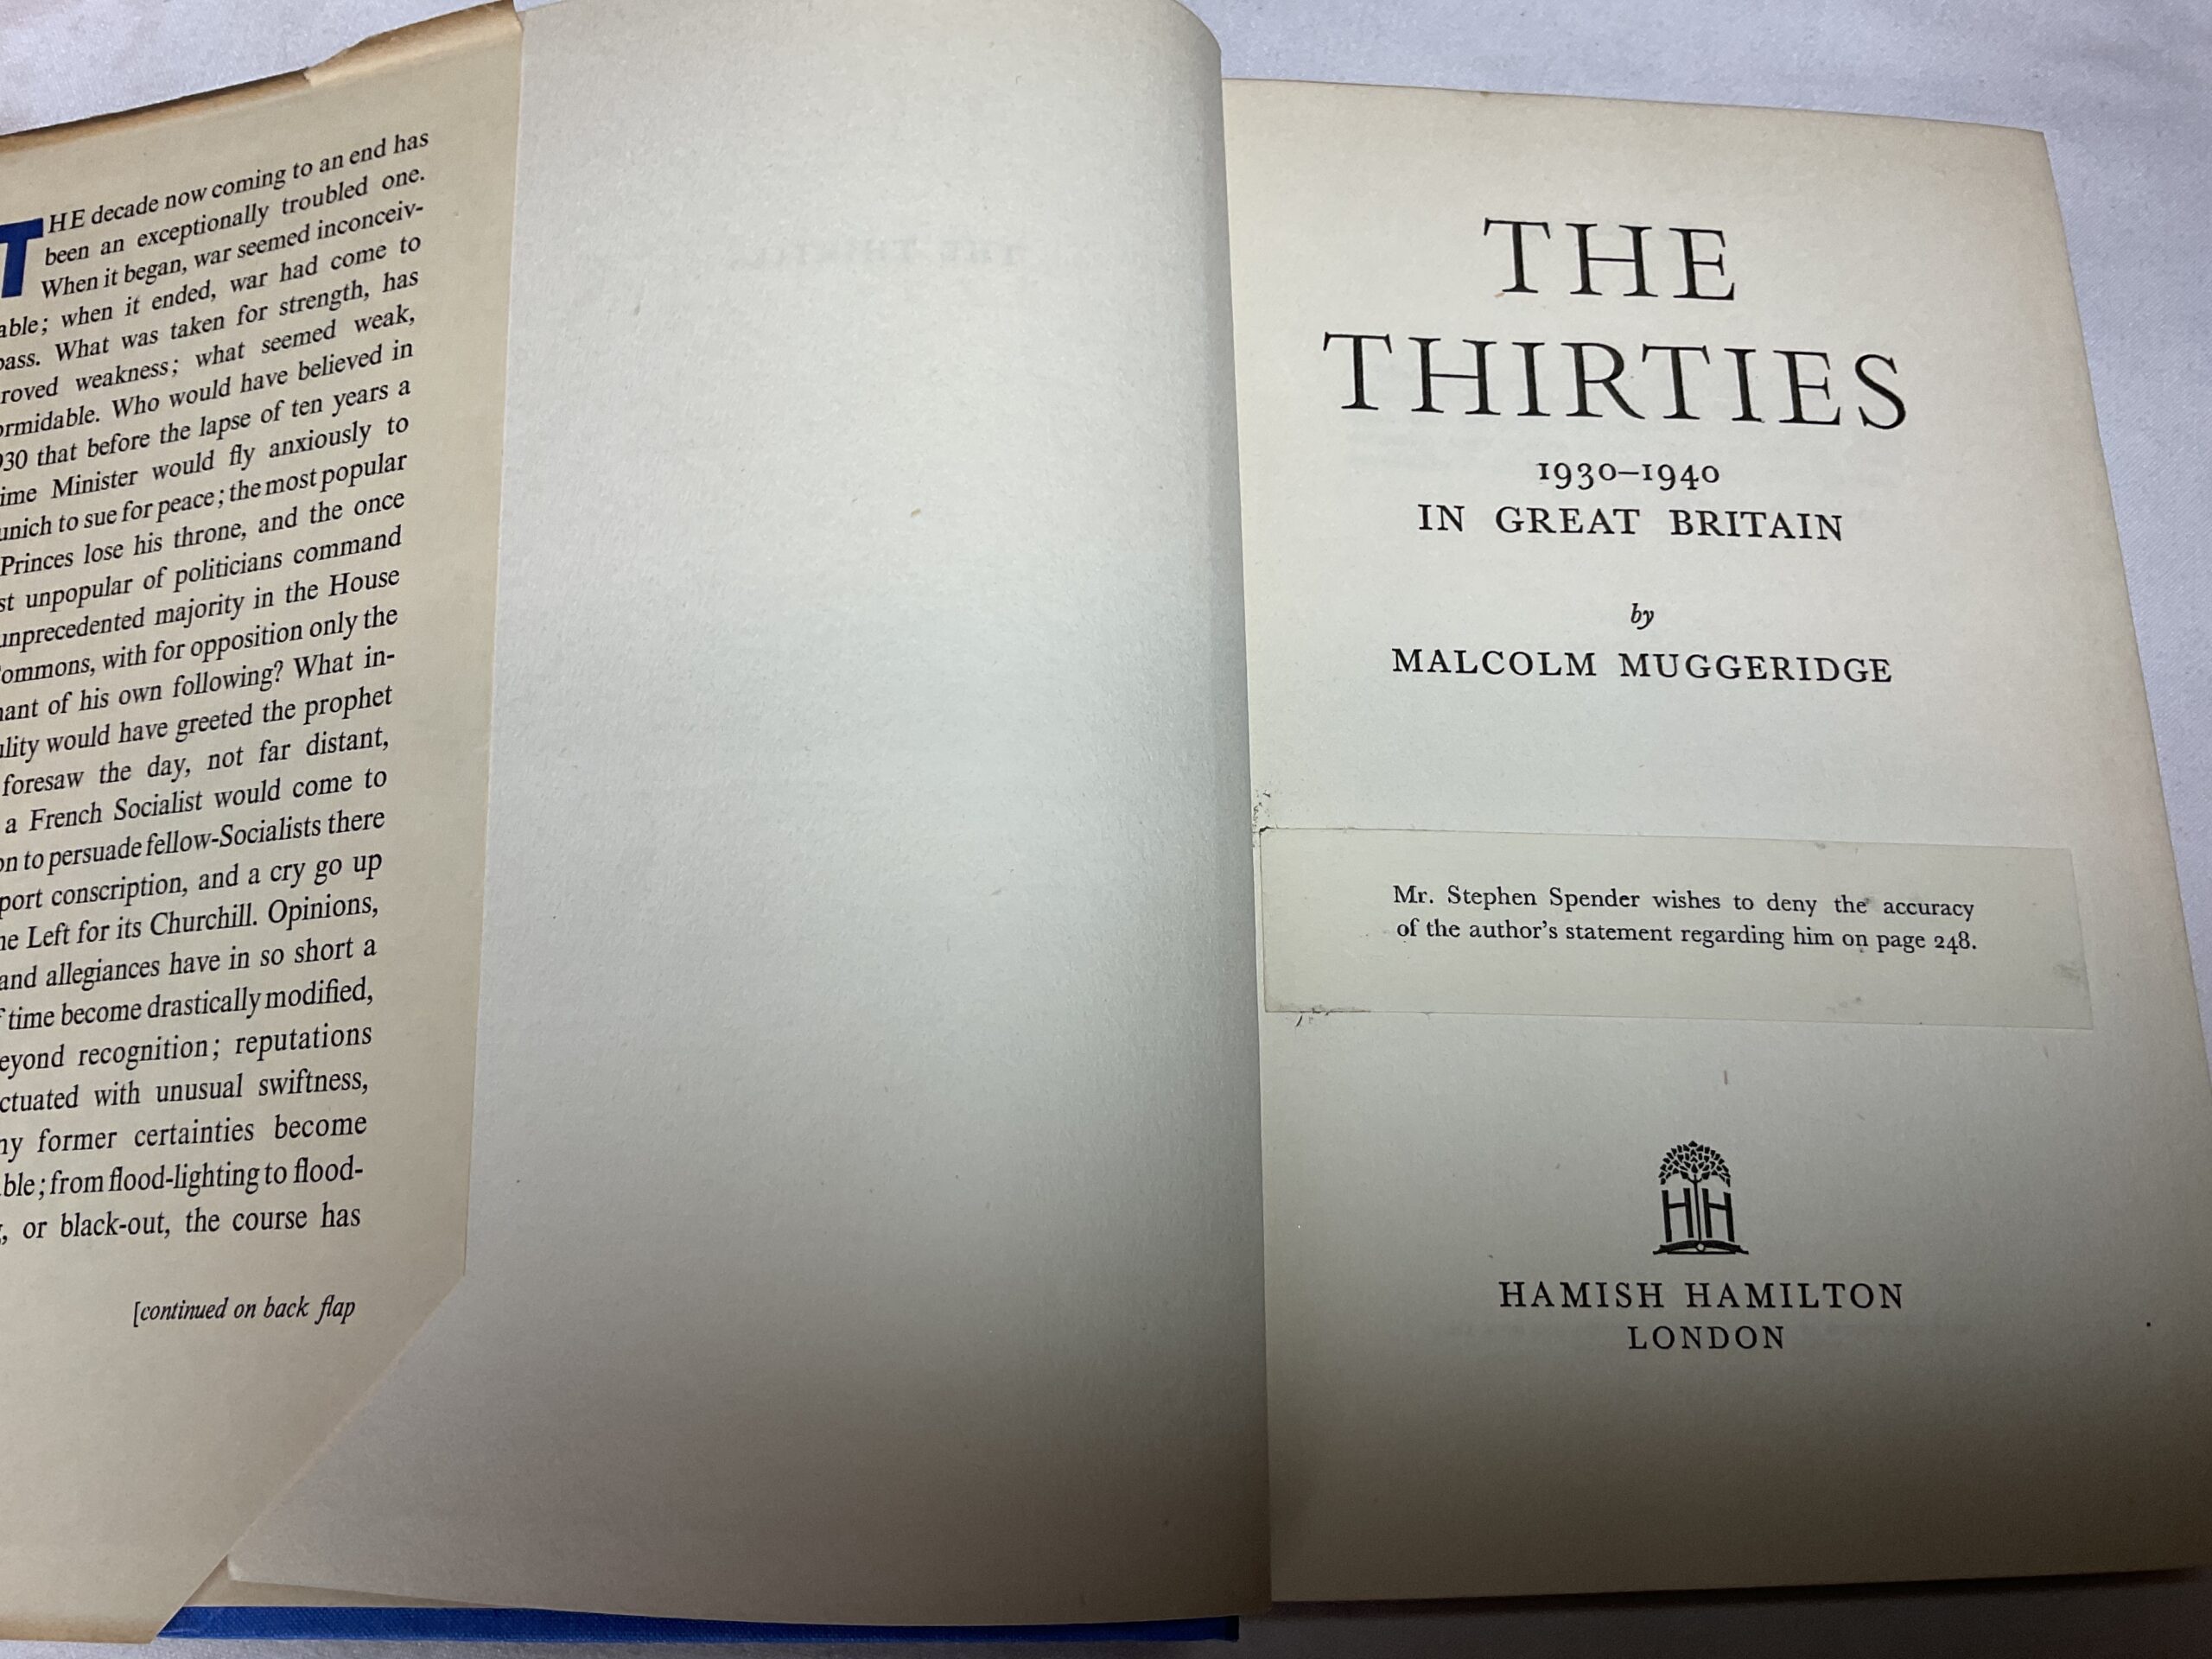 THE decade now coming to an end has
been an exceptionally troubled one.
When it began, war seemed inconceiv-
able; when it ended, war had come to
pass. What was taken for strength, has
roved weakness; what seemed weak,
ormidable. Who would have believed in
930 that before the lapse of ten years a
ime Minister would fly anxiously to
unich to sue for peace; the most popular
Princes lose his throne, and the once
st unpopular of politicians command
unprecedented majority in the House
ommons, with for opposition only the
nant of his own following? What in-
ulity would have greeted the prophet
foresaw the day, not far distant,
a French Socialist would come to
on to persuade fellow-Socialists there
port conscription, and a cry go up
he Left for its Churchill. Opinions,
and allegiances have in so short a
f time become drastically modified,
eyond recognition; reputations
ctuated with unusual swiftness,
ny former certainties become
ble; from flood-lighting to flood-
, or black-out, the course has
[continued on back flap
THE
THIRTIES
1930–1940
IN GREAT BRITAIN
by
MALCOLM MUGGERIDGE
Mr. Stephen Spender wishes to deny the accuracy
of the author's statement regarding him on page 248.
HH
HAMISH HAMILTON
LONDON